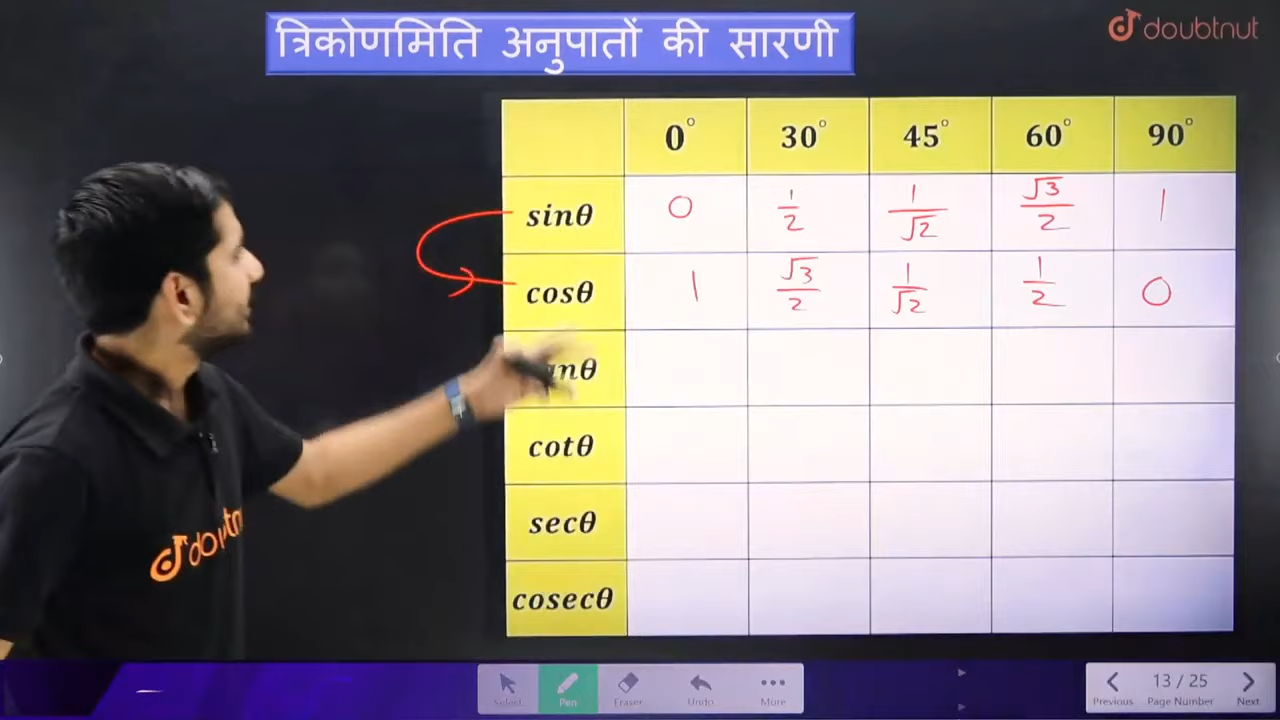 त्रिकोणमिति अनुपातों की सारणी
doubtnut
0° 30° 45° 60° 90°
sinθ 0 1/2 1/√2 √3/2 1
cosθ 1 √3/2 1/√2 1/2 0
nθ
cotθ
secθ
cosecθ
doubtnu
Select Pen Eraser Undo More
13 / 25
Previous Page Number Next